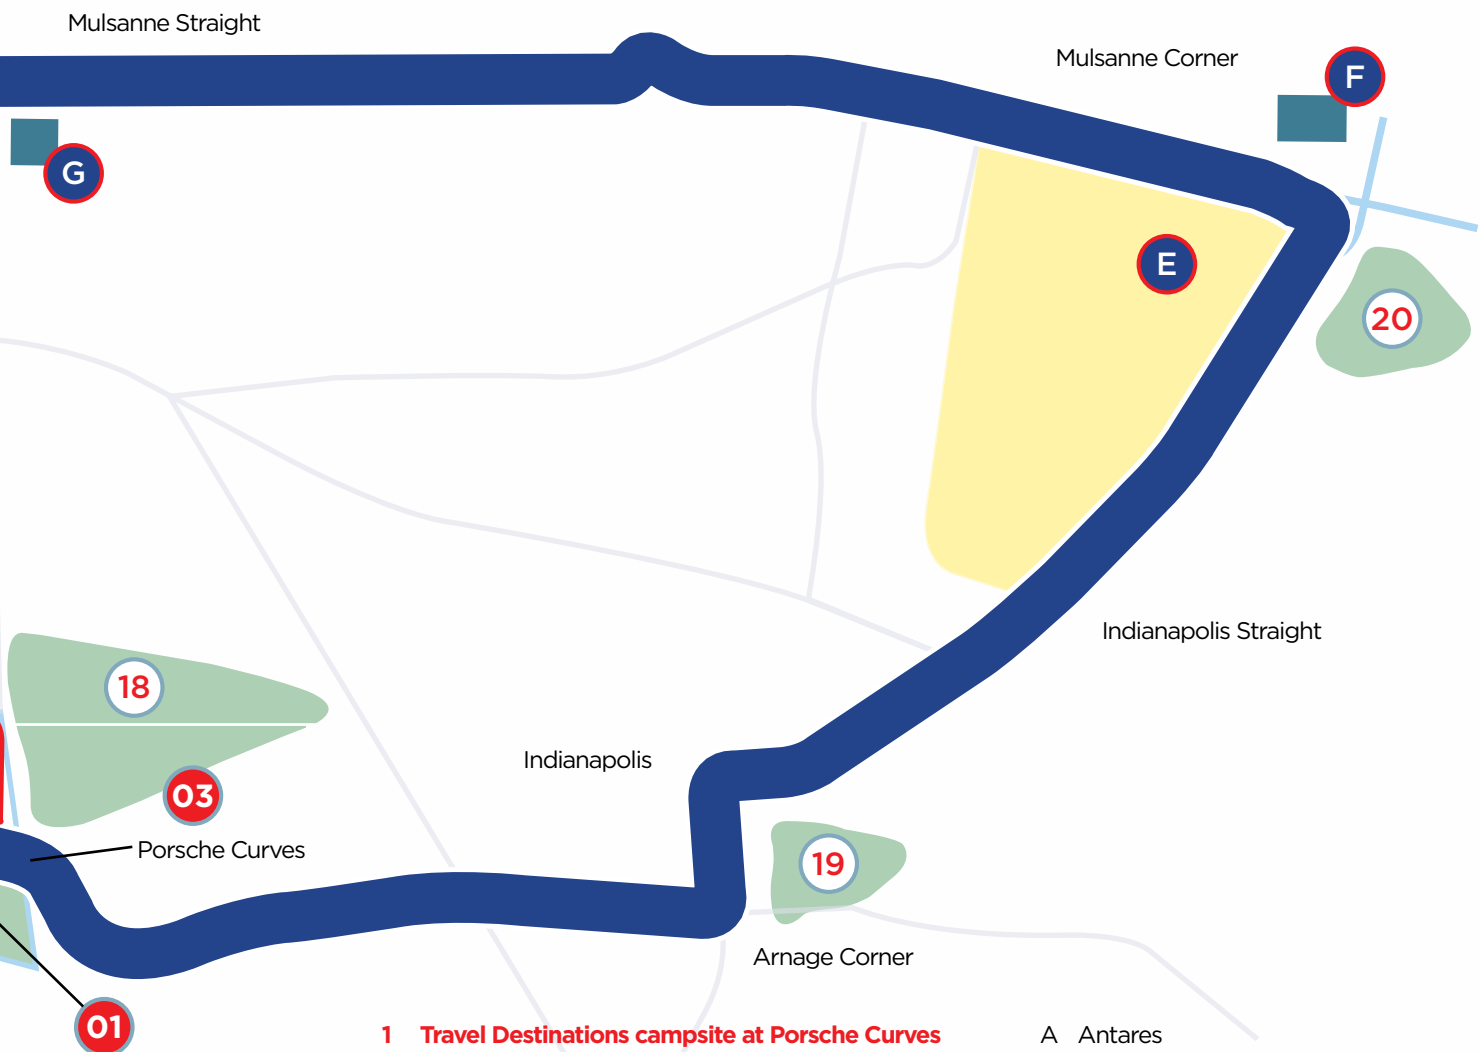 Mulsanne Straight
Mulsanne Corner
F
G
E
20
Indianapolis Straight
18
Indianapolis
03
Porsche Curves
19
Arnage Corner
01
1 Travel Destinations campsite at Porsche Curves
A Antares